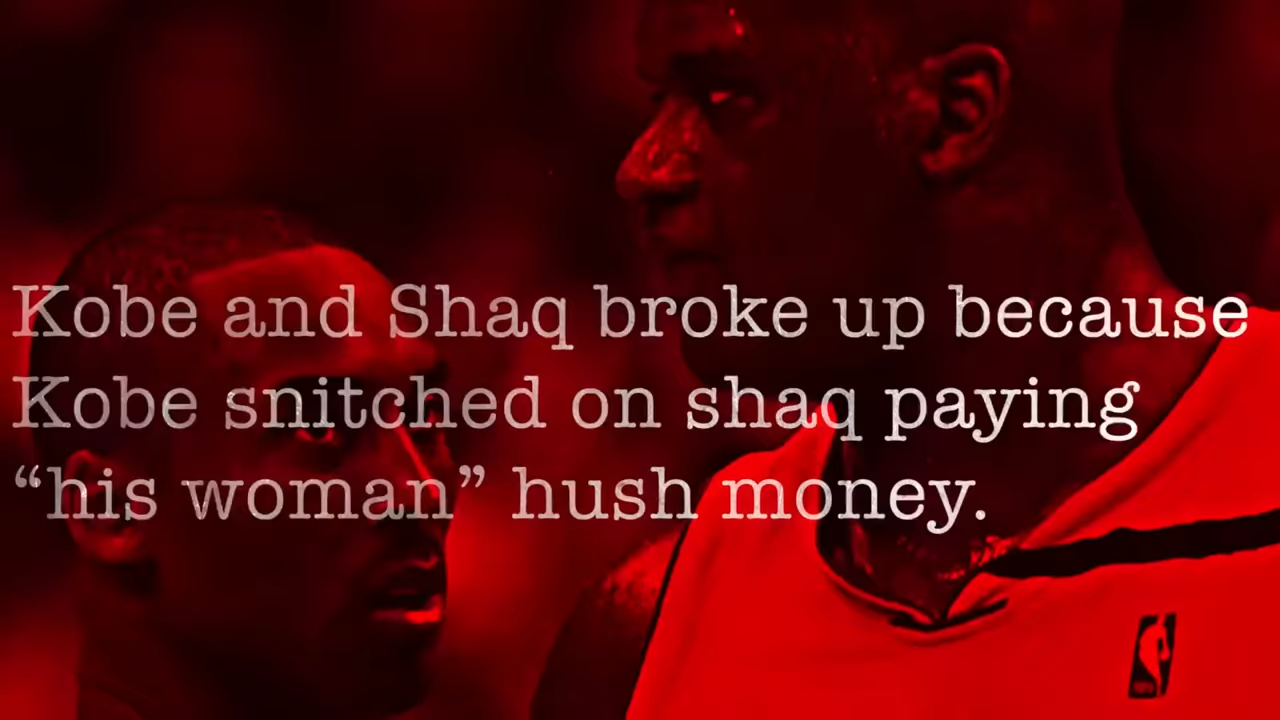 Kobe and Shaq broke up because
Kobe snitched on shaq paying
“his woman” hush money.